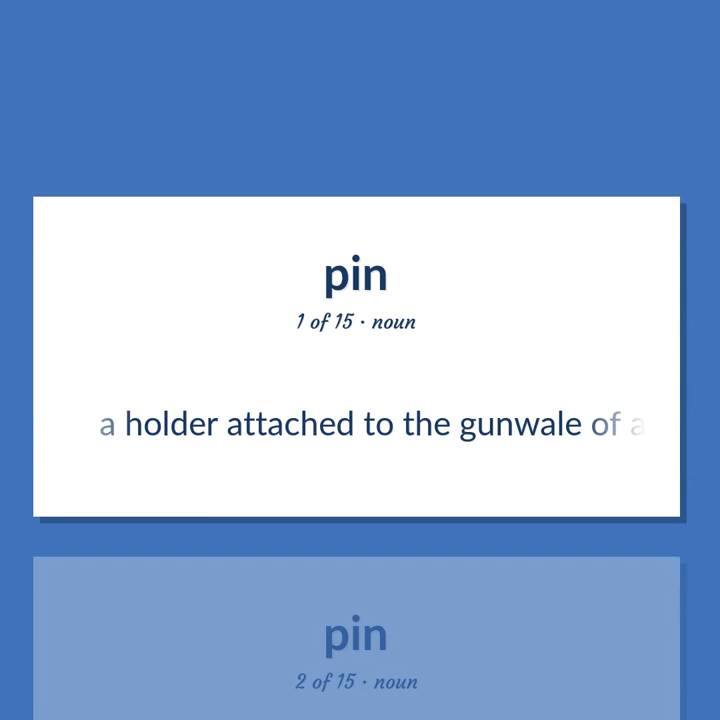 pin
1 of 15 · noun
a holder attached to the gunwale of a
pin
2 of 15 · noun